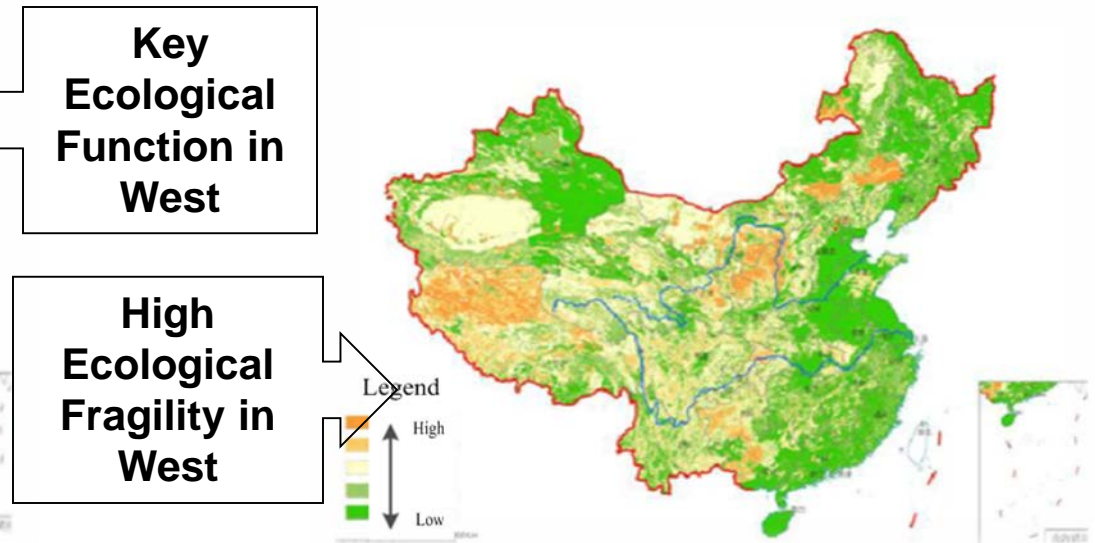 Key
Ecological
Function in
West
High
Ecological
Fragility in
West
Legend
High
Low